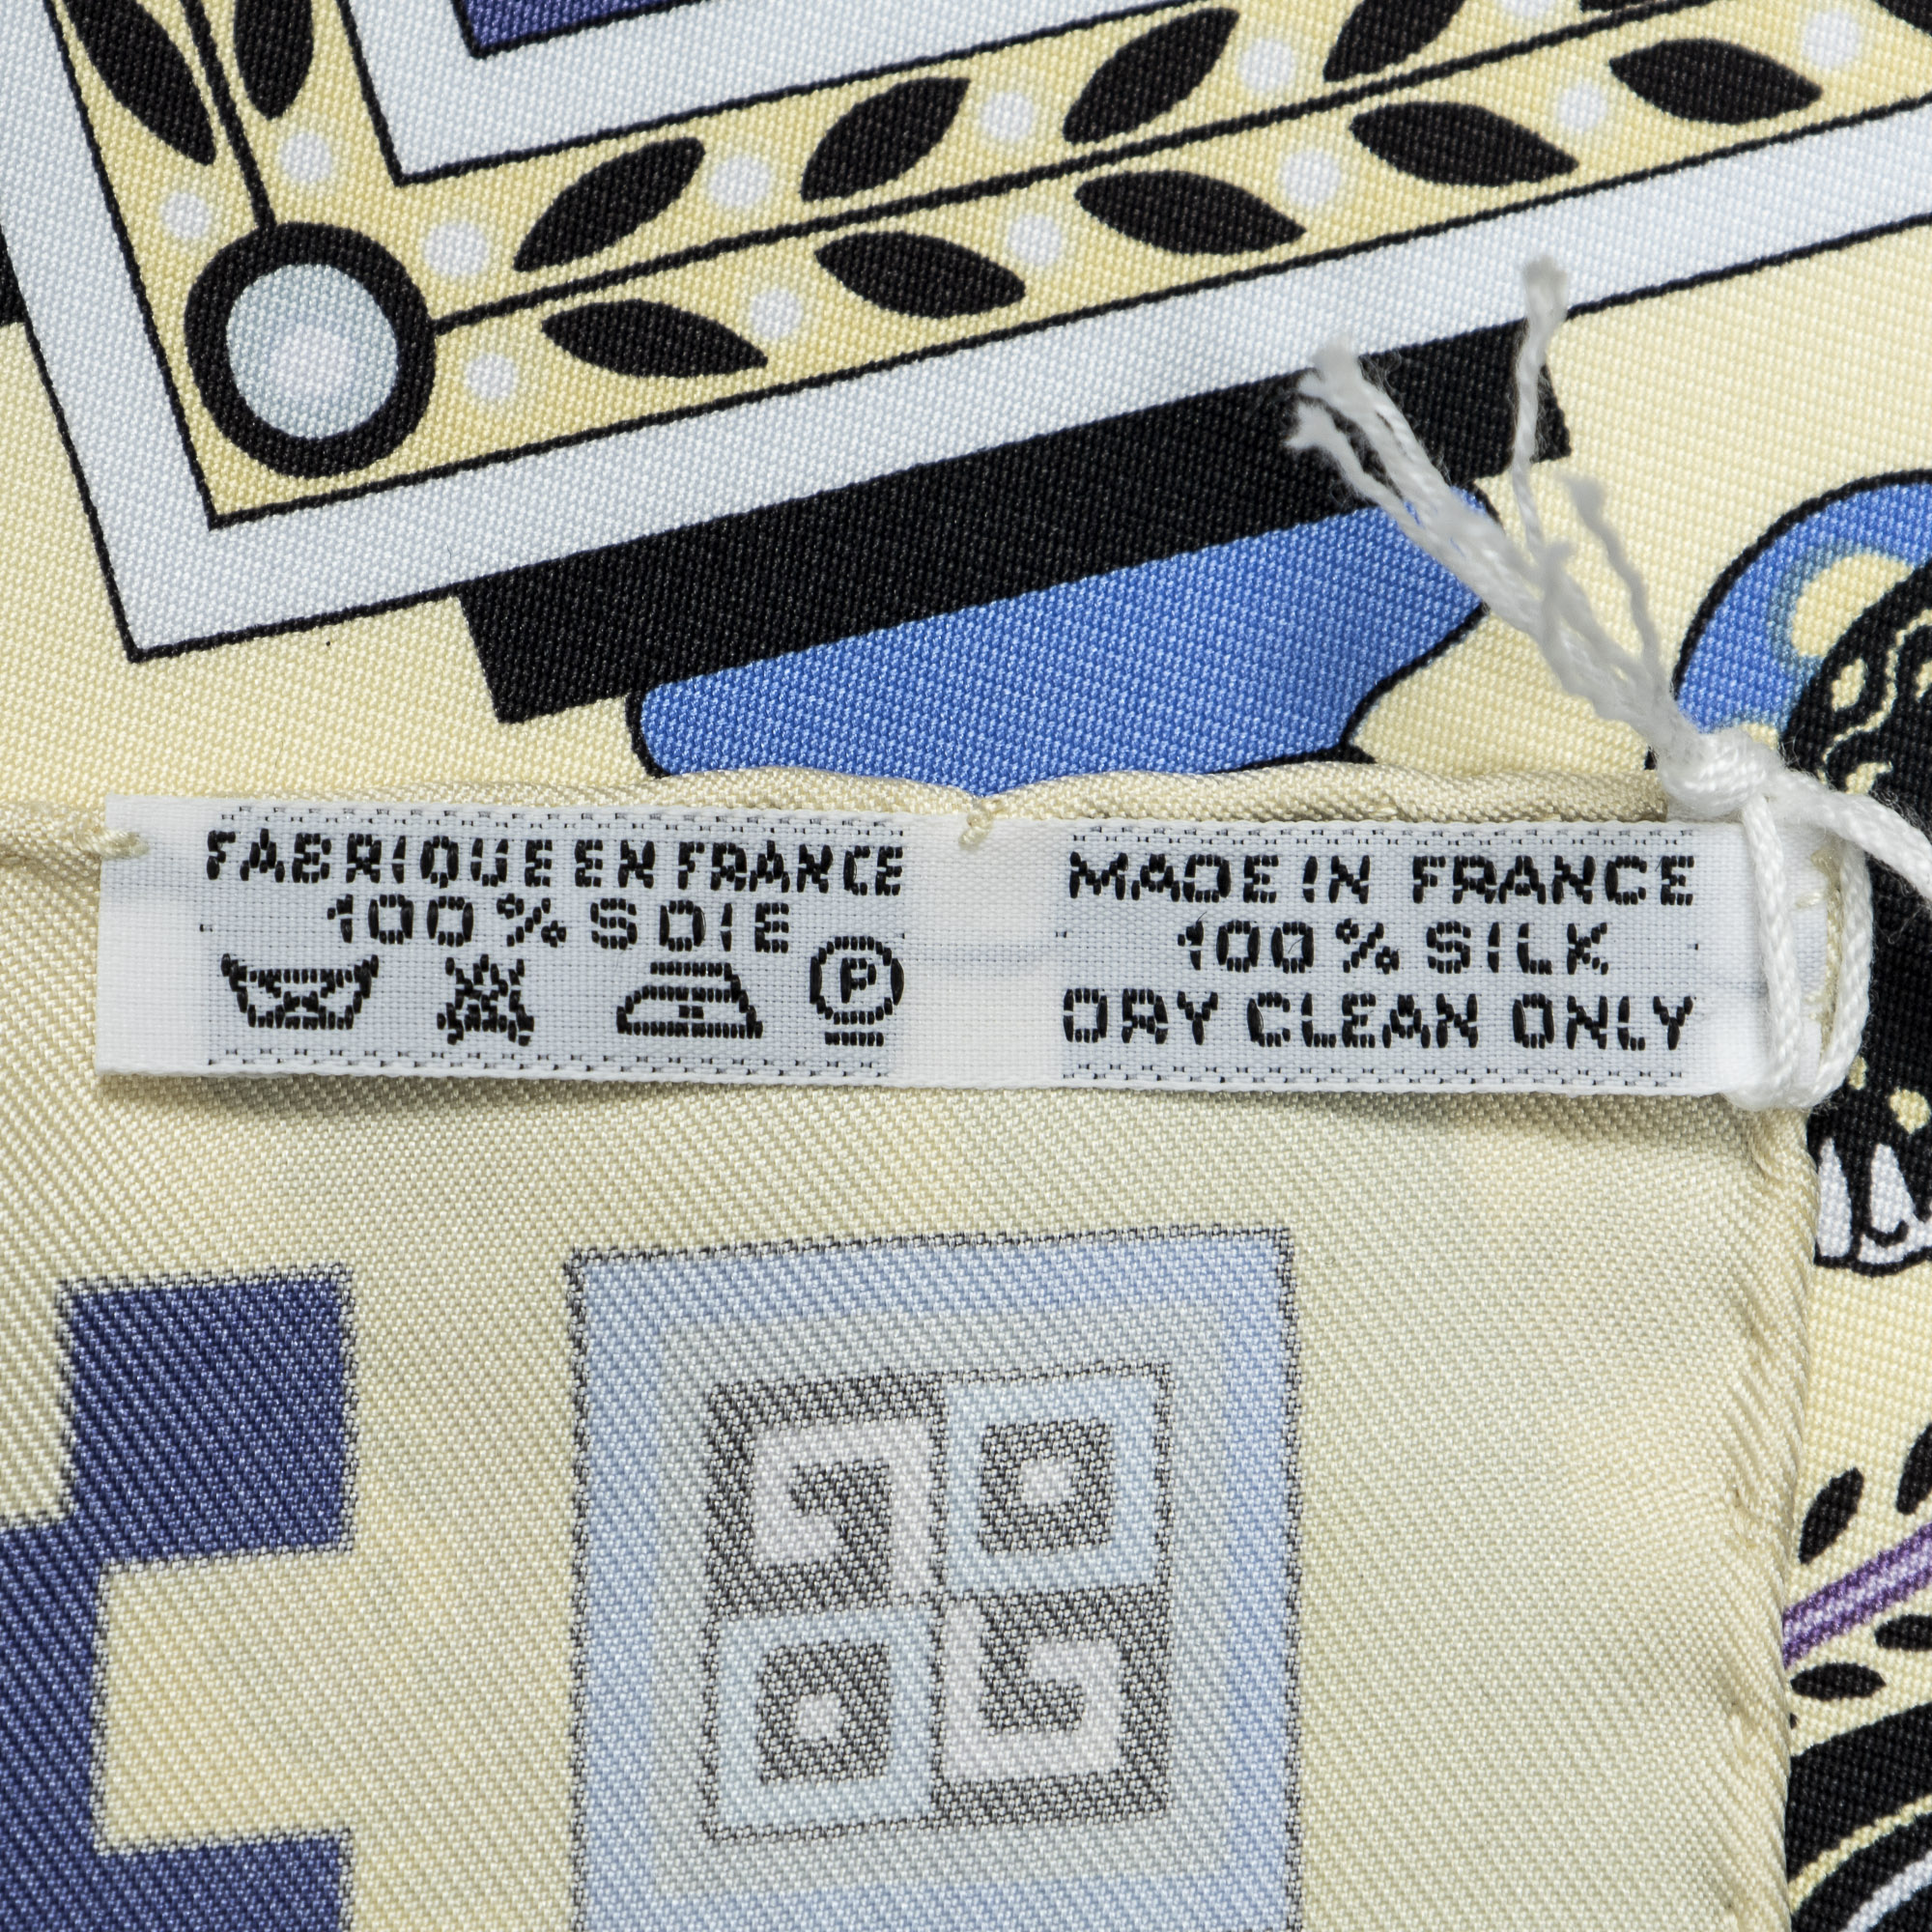 FABRIQUE EN FRANCE
100% SOIE
P
MADE IN FRANCE
100% SILK
DRY CLEAN ONLY